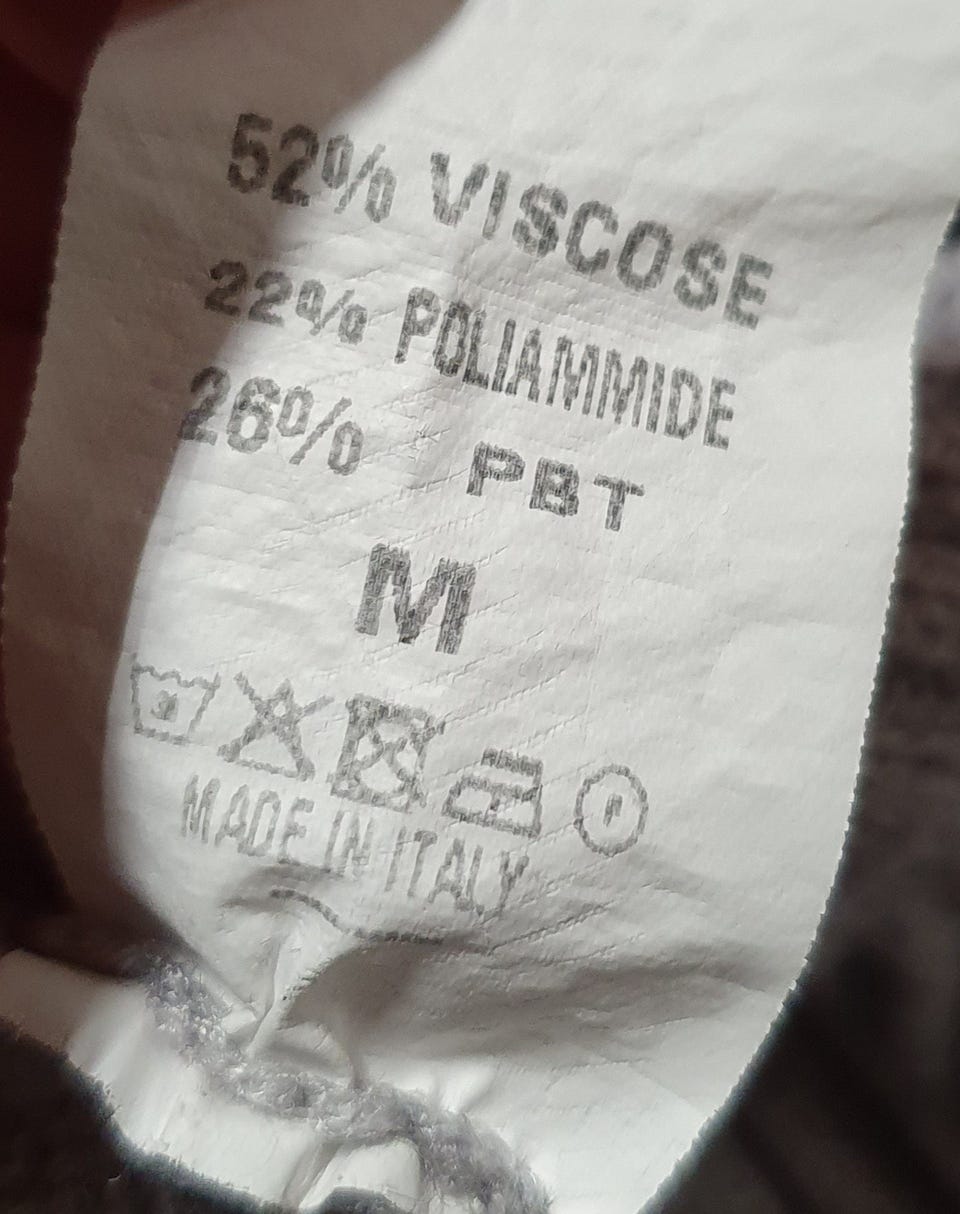 52% VISCOSE
22% POLIAMMIDE
26% PBT
M
MADE IN ITALY